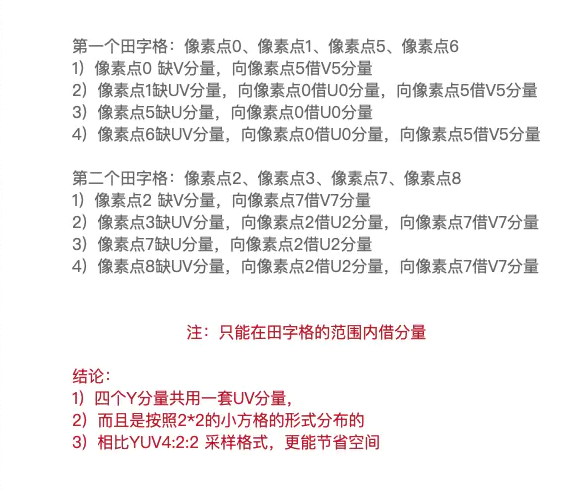 第一个田字格：像素点0、像素点1、像素点5、像素点6
1）像素点0 缺V分量，向像素点5借V5分量
2）像素点1缺UV分量，向像素点0借U0分量，向像素点5借V5分量
3）像素点5缺U分量，向像素点0借U0分量
4）像素点6缺UV分量，向像素点0借U0分量，向像素点5借V5分量
第二个田字格：像素点2、像素点3、像素点7、像素点8
1）像素点2 缺V分量，向像素点7借V7分量
2）像素点3缺UV分量，向像素点2借U2分量，向像素点7借V7分量
3）像素点7缺U分量，向像素点2借U2分量
4）像素点8缺UV分量，向像素点2借U2分量，向像素点7借V7分量
注：只能在田字格的范围内借分量
结论：
1）四个Y分量共用一套UV分量，
2）而且是按照2*2的小方格的形式分布的
3）相比YUV4:2:2 采样格式，更能节省空间